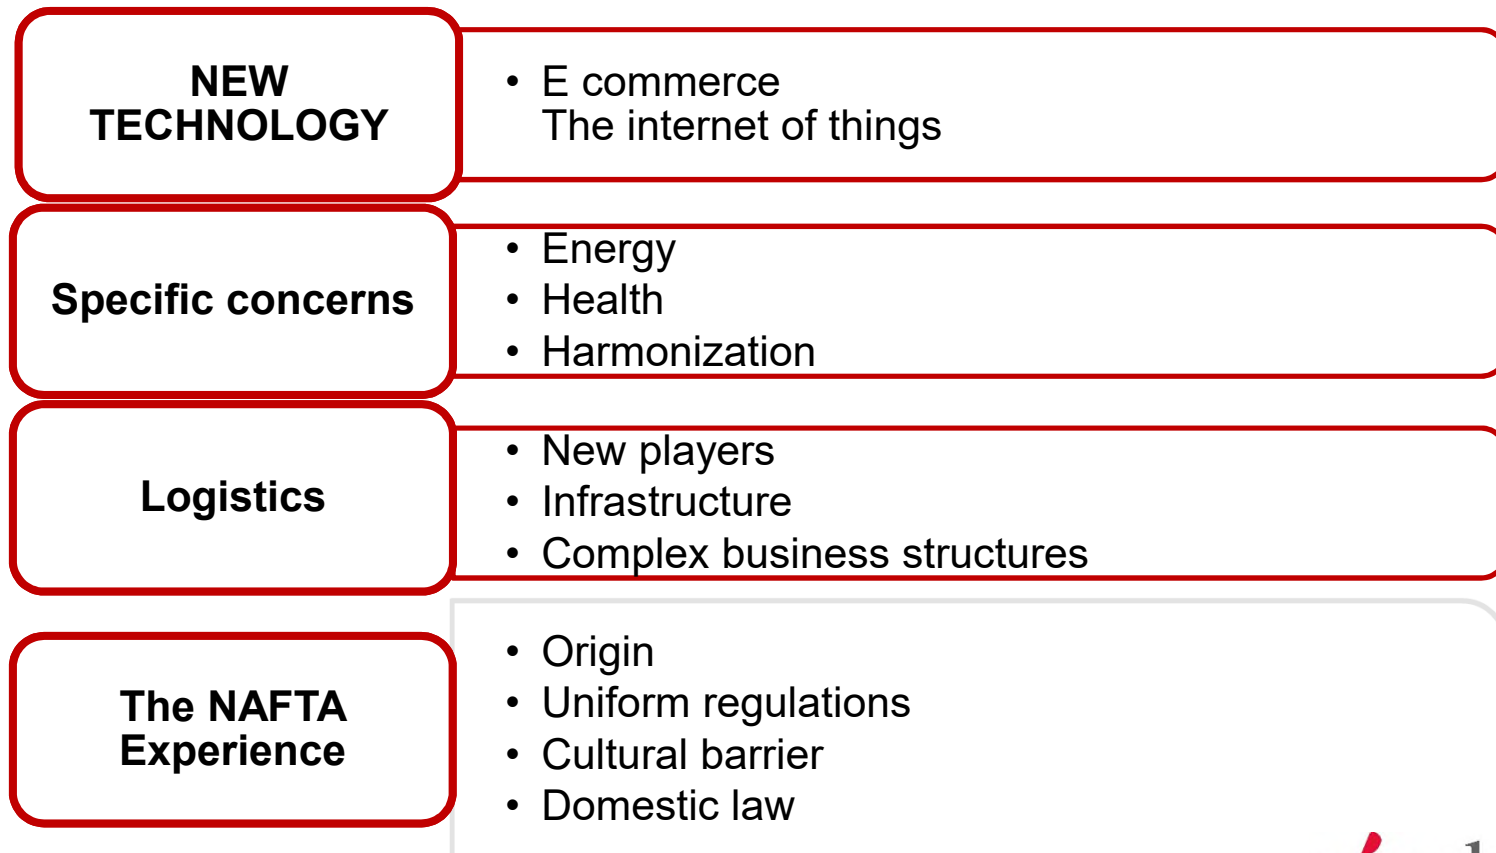 NEW
TECHNOLOGY
• E commerce
The internet of things
Specific concerns
• Energy
• Health
• Harmonization
Logistics
• New players
• Infrastructure
• Complex business structures
The NAFTA
Experience
• Origin
• Uniform regulations
• Cultural barrier
• Domestic law